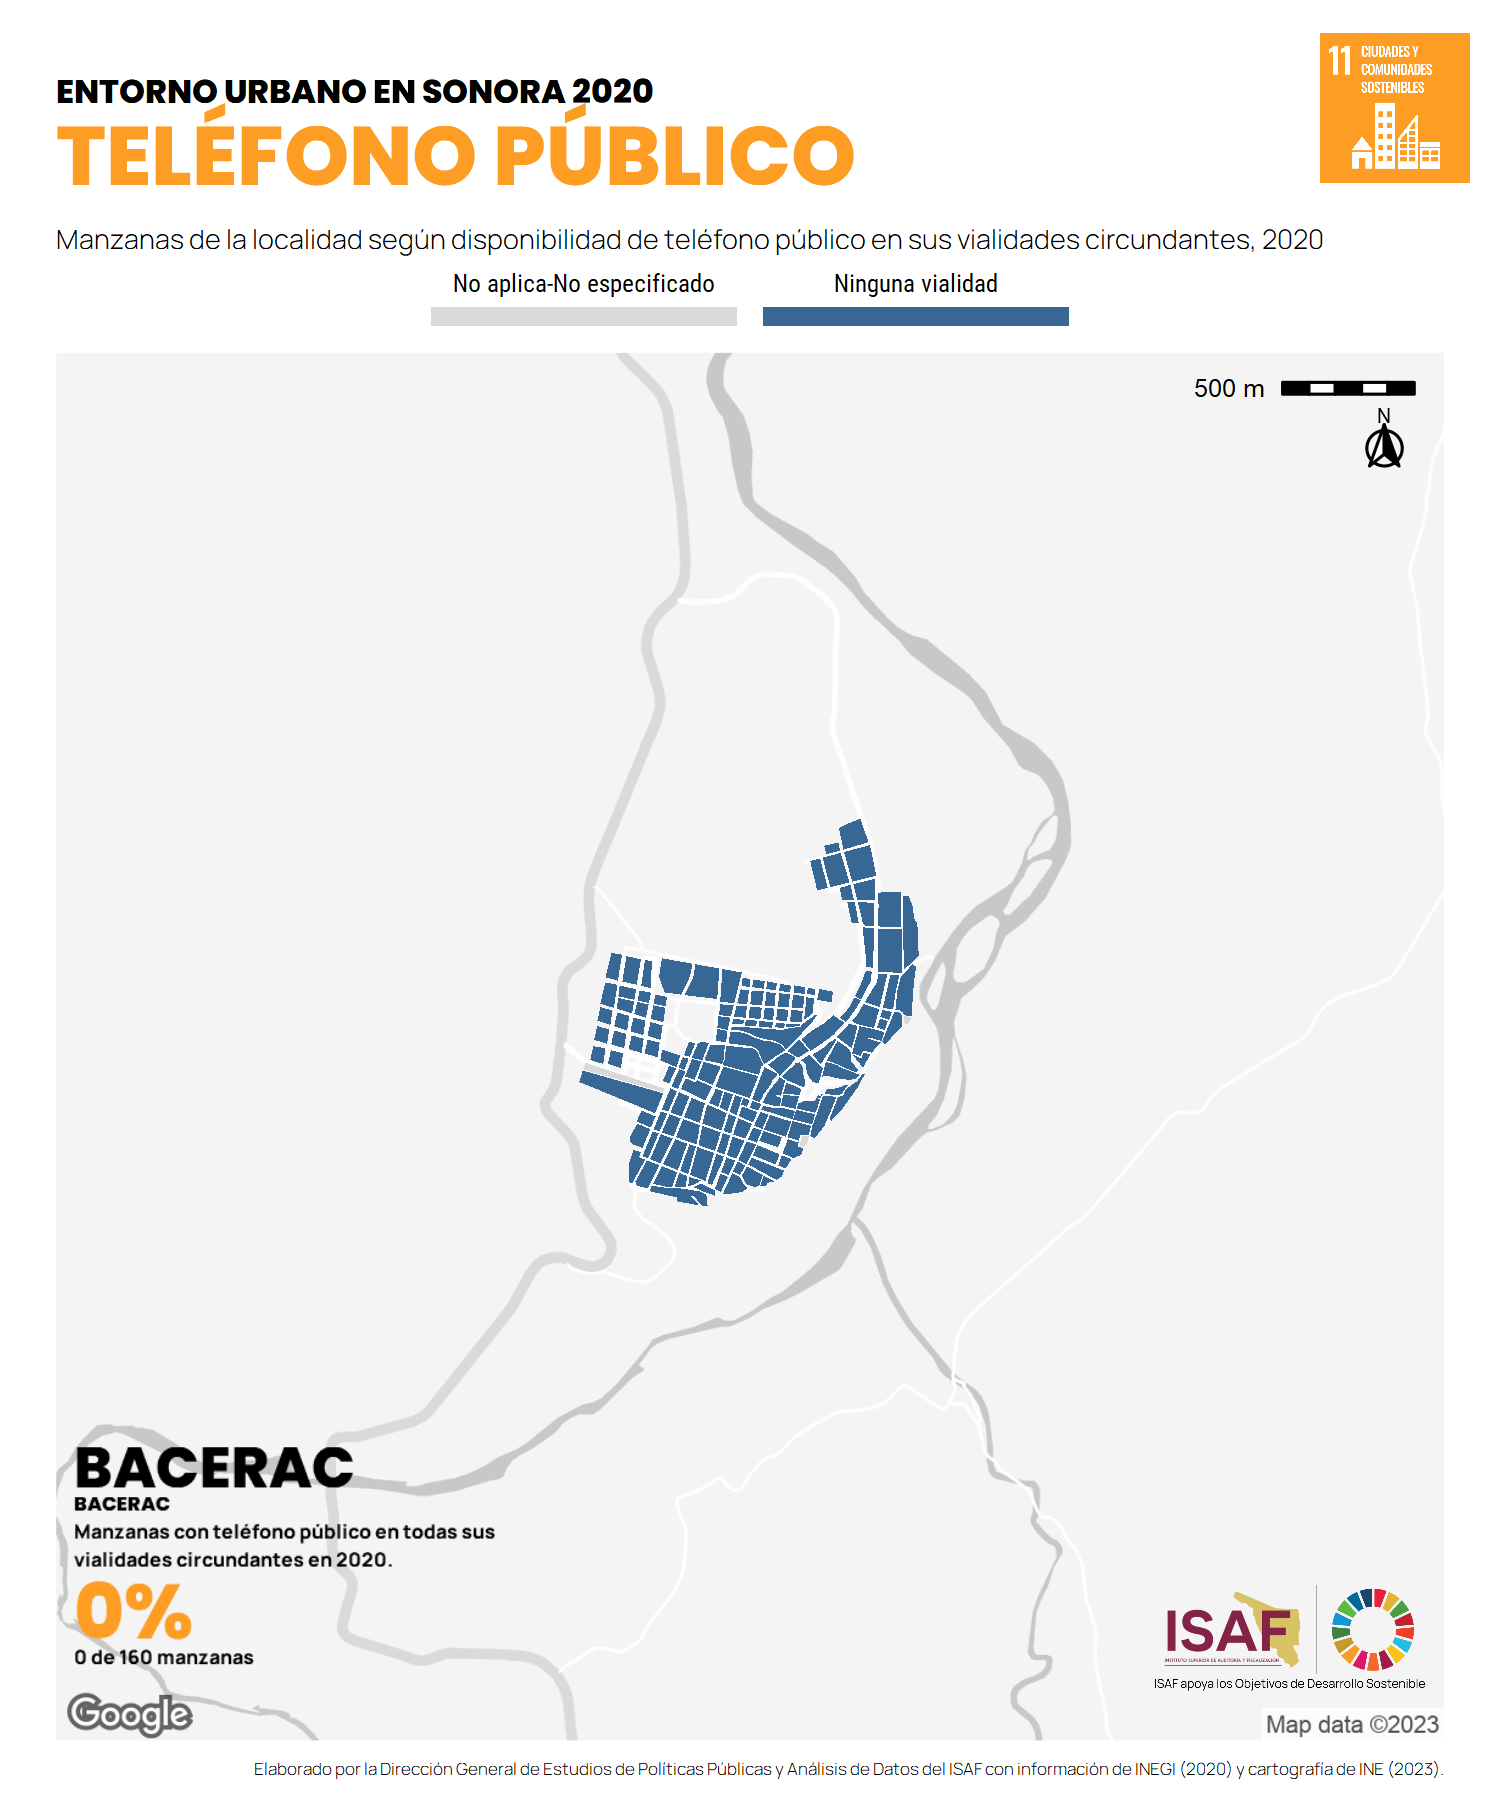 ENTORNO URBANO EN SONORA 2020
TELÉFONO PÚBLICO
11 CIUDADES Y
COMUNIDADES
SOSTENIBLES
Manzanas de la localidad según disponibilidad de teléfono público en sus vialidades circundantes, 2020
No aplica-No especificado
Ninguna vialidad
500 m
N
BACERAC
BACERAC
Manzanas con teléfono público en todas sus
vialidades circundantes en 2020.
0%
0 de 160 manzanas
Google
ISAF
INSTITUTO SUPERIOR DE AUDITORÍA Y FISCALIZACIÓN
ISAF apoya los Objetivos de Desarrollo Sostenible
Map data ©2023
Elaborado por la Dirección General de Estudios de Políticas Públicas y Análisis de Datos del ISAF con información de INEGI (2020) y cartografía de INE (2023).